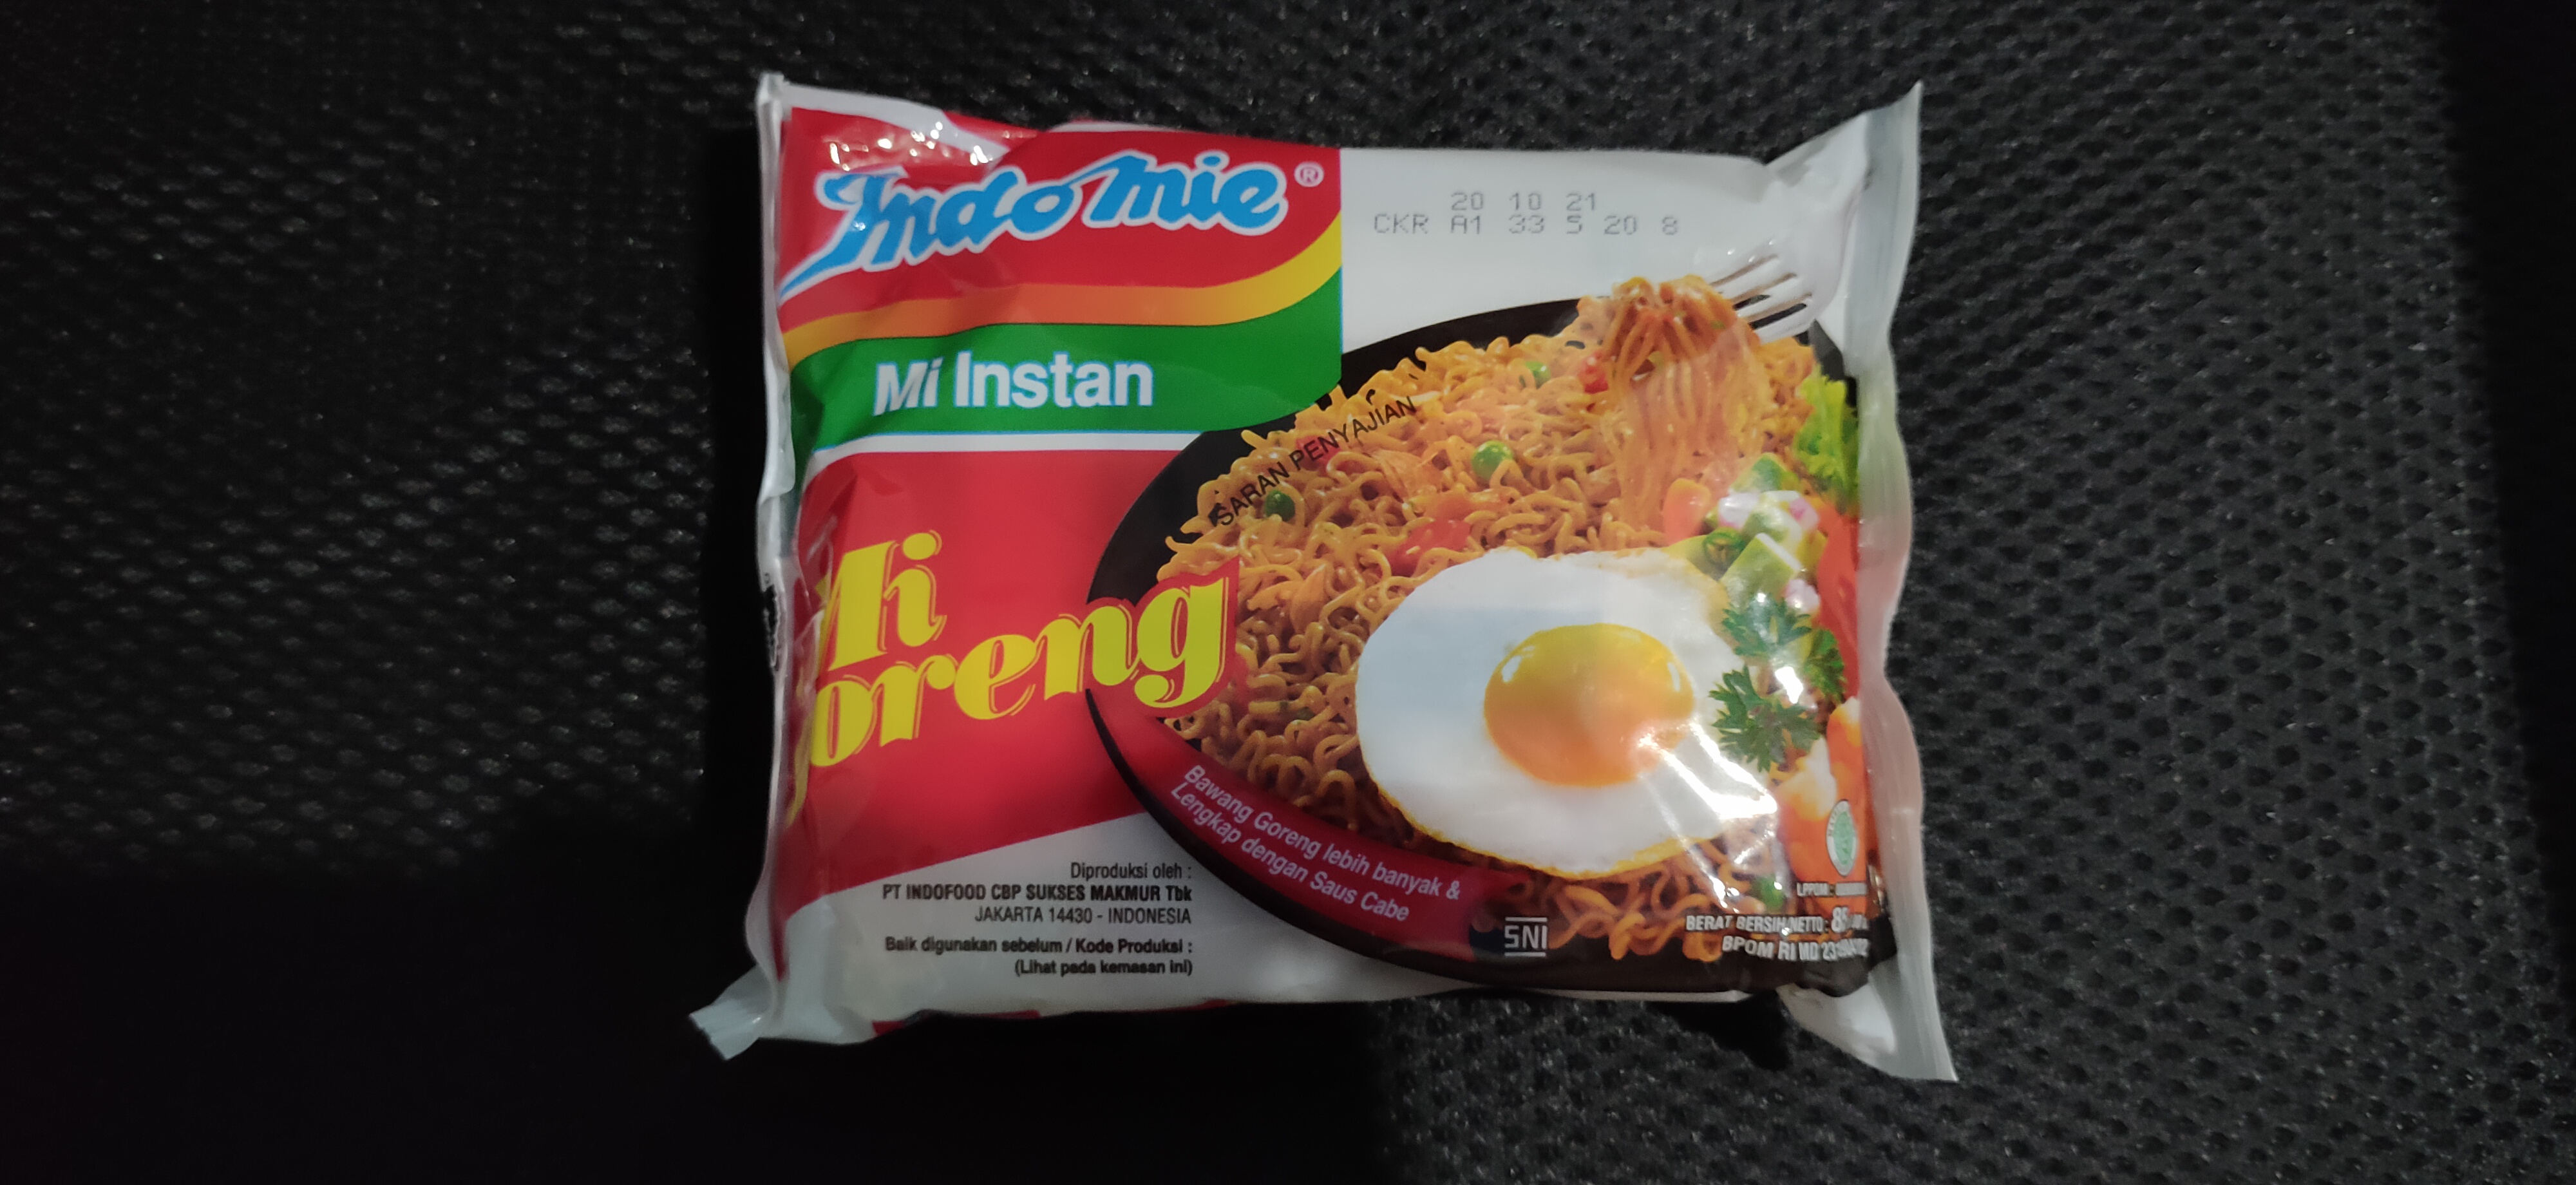 Indomie®
20 10 21
CKR A1 33 5 20 8
Mi Instan
SARAN PENYAJIAN
Mi
goreng
Bawang Goreng lebih banyak &
Lengkap dengan Saus Cabe
Diproduksi oleh :
PT INDOFOOD CBP SUKSES MAKMUR Tbk
JAKARTA 14430 - INDONESIA
Baik digunakan sebelum / Kode Produksi :
(Lihat pada kemasan ini)
SNI
LPPOM :
BERAT BERSIH/NETTO :
BPOM RI MD